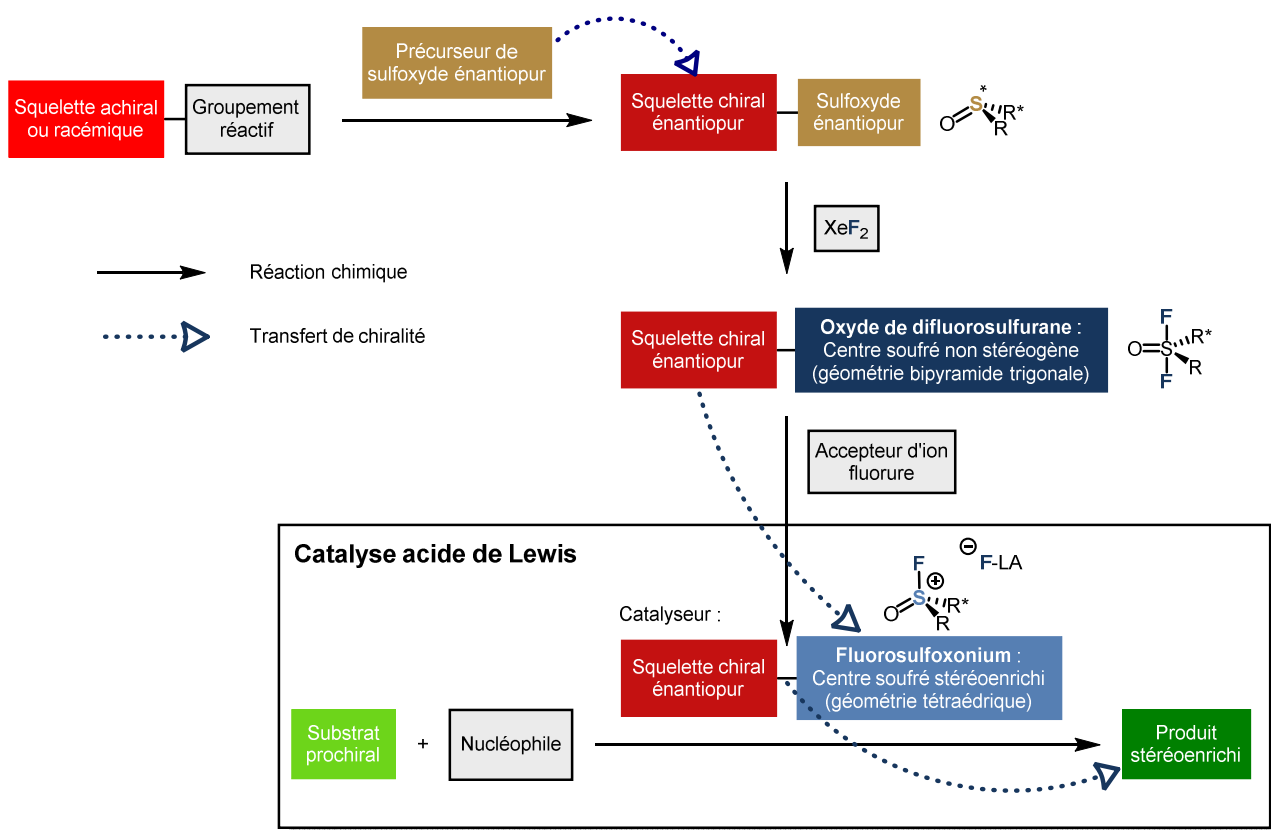 Précurseur de
sulfoxyde énantiopur
Squelette achiral
ou racémique
Groupement
réactif
Squelette chiral
énantiopur
Sulfoxyde
énantiopur
*
S
O
R*
R
XeF2
Réaction chimique
Transfert de chiralité
Squelette chiral
énantiopur
Oxyde de difluorosulfurane :
Centre soufré non stéréogène
(géométrie bipyramide trigonale)
F
R*
O
S
R
F
Accepteur d'ion
fluorure
Catalyse acide de Lewis
F
+
−
F-LA
S
O
R*
R
Catalyseur :
Squelette chiral
énantiopur
Fluorosulfoxonium :
Centre soufré stéréoenrichi
(géométrie tétraédrique)
Substrat
prochiral
+
Nucléophile
Produit
stéréoenrichi